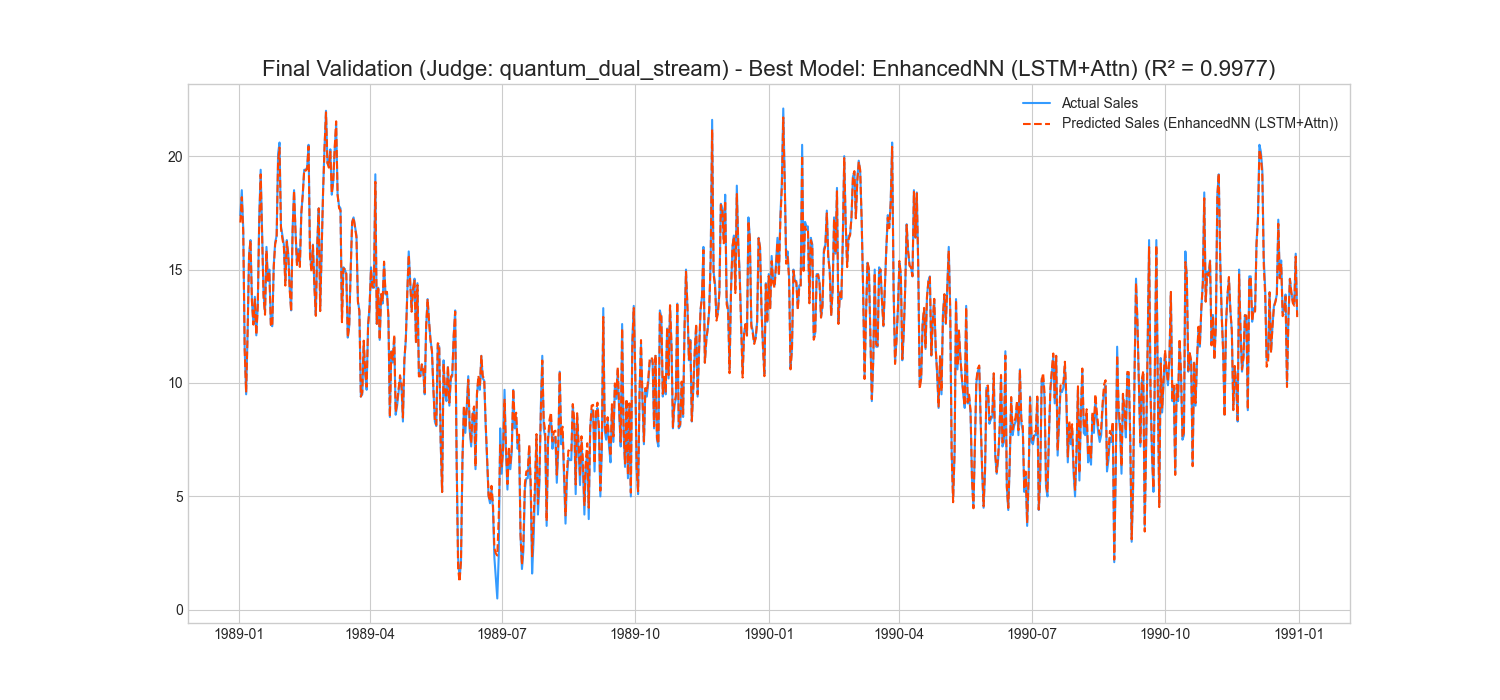 Final Validation (Judge: quantum_dual_stream) - Best Model: EnhancedNN (LSTM+Attn) (R² = 0.9977)
Actual Sales
Predicted Sales (EnhancedNN (LSTM+Attn))
20
15
10
5
0
1989-01 1989-04 1989-07 1989-10 1990-01 1990-04 1990-07 1990-10 1991-01